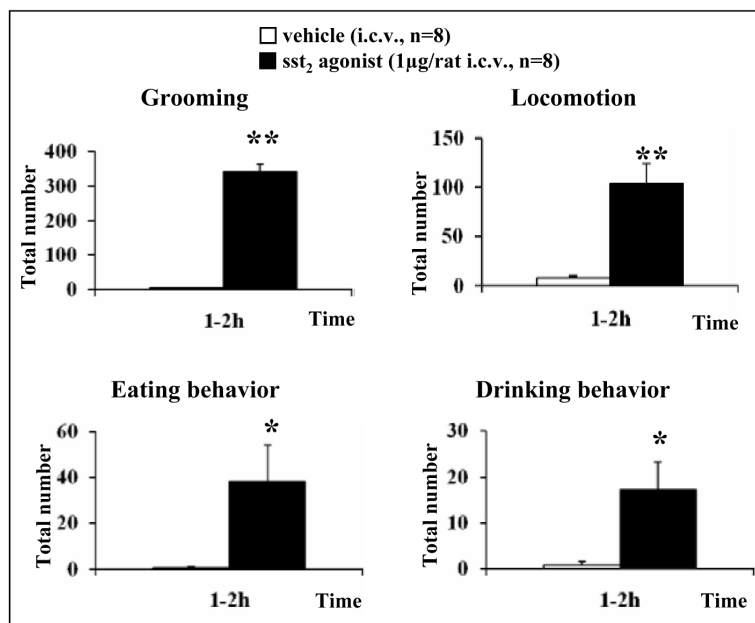 vehicle (i.c.v., n=8)
sst₂ agonist (1µg/rat i.c.v., n=8)
Grooming
**
Total number
400
300
200
100
0
1-2h
Time
Locomotion
**
Total number
150
100
50
0
1-2h
Time
Eating behavior
*
Total number
60
40
20
0
1-2h
Time
Drinking behavior
*
Total number
30
20
10
0
1-2h
Time